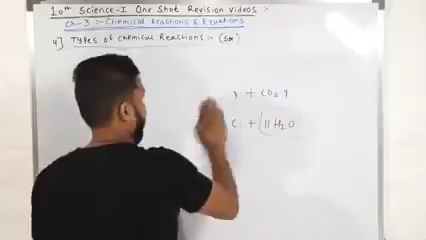 10th Science-I One Shot Revision Videos :-
Ch-3 :- Chemical Reactions & Equations
4] Types of Chemical Reactions :- (5M)
+ CO₂ ↑
+ 11 H₂O